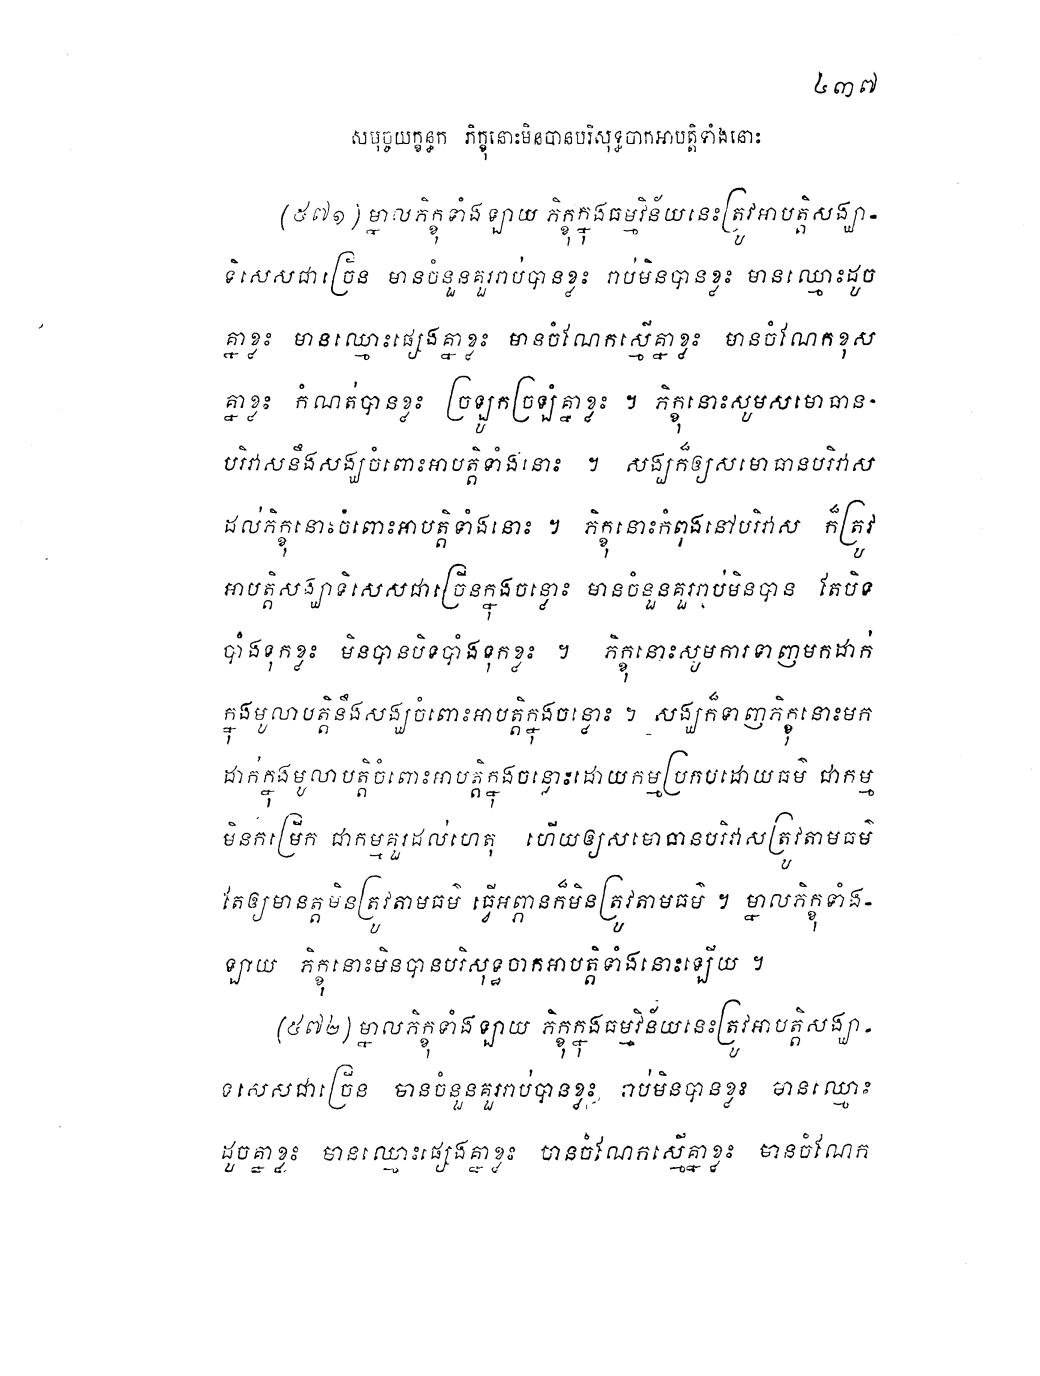 ៤៣៧
សមុច្ចយក្ខន្ធក ភិក្ខុនោះមិនបានបរិសុទ្ធចាកអាបត្តិទាំងនោះ
(៥៧១) ម្នាលភិក្ខុទាំងឡាយ ភិក្ខុក្នុងធម្មវិន័យនេះត្រូវអាបត្តិសង្ឃា-
ទិសេសជាច្រើន មានចំនួនគួររាប់បានខ្លះ រាប់មិនបានខ្លះ មានឈ្មោះដូច
គ្នាខ្លះ មានឈ្មោះផ្សេងគ្នាខ្លះ មានចំណែកស្មើគ្នាខ្លះ មានចំណែកខុស
គ្នាខ្លះ កំណត់បានខ្លះ ច្រឡូកច្រឡំគ្នាខ្លះ ។ ភិក្ខុនោះសូមសមោធាន-
បរិវាសនឹងសង្ឃចំពោះអាបត្តិទាំងនោះ ។ សង្ឃក៏ឲ្យសមោធានបរិវាស
ដល់ភិក្ខុនោះចំពោះអាបត្តិទាំងនោះ ។ ភិក្ខុនោះកំពុងនៅបរិវាស ក៏ត្រូវ
អាបត្តិសង្ឃាទិសេសជាច្រើនក្នុងចន្លោះ មានចំនួនគួររាប់មិនបាន តែបិទ
បាំងទុកខ្លះ មិនបានបិទបាំងទុកខ្លះ ។ ភិក្ខុនោះសូមការទាញមកដាក់
ក្នុងមូលាបត្តិនឹងសង្ឃចំពោះអាបត្តិក្នុងចន្លោះ ។ សង្ឃក៏ទាញភិក្ខុនោះមក
ដាក់ក្នុងមូលាបត្តិចំពោះអាបត្តិក្នុងចន្លោះដោយកម្មប្រកបដោយធម៌ ជាកម្ម
មិនកម្រើក ជាកម្មគួរដល់ហេតុ ហើយឲ្យសមោធានបរិវាសត្រូវតាមធម៌
តែឲ្យមានត្តមិនត្រូវតាមធម៌ ធ្វើអព្ភានក៏មិនត្រូវតាមធម៌ ។ ម្នាលភិក្ខុទាំង-
ឡាយ ភិក្ខុនោះមិនបានបរិសុទ្ធចាកអាបត្តិទាំងនោះឡើយ ។
(៥៧២) ម្នាលភិក្ខុទាំងឡាយ ភិក្ខុក្នុងធម្មវិន័យនេះត្រូវអាបត្តិសង្ឃា-
ទិសេសជាច្រើន មានចំនួនគួររាប់បានខ្លះ រាប់មិនបានខ្លះ មានឈ្មោះ
ដូចគ្នាខ្លះ មានឈ្មោះផ្សេងគ្នាខ្លះ មានចំណែកស្មើគ្នាខ្លះ មានចំណែក